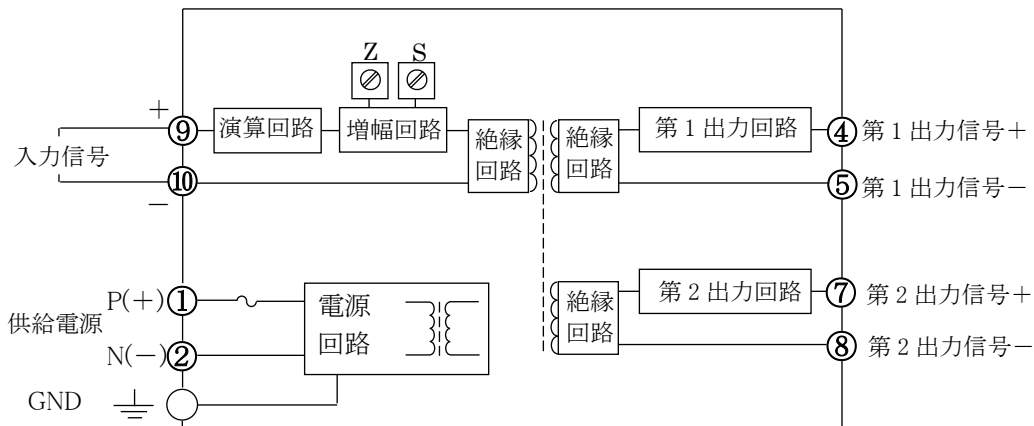 Z
S
+
⑨
演算回路
増幅回路
絶縁
回路
絶縁
回路
第1出力回路
④
第1出力信号+
入力信号
⑩
−
⑤
第1出力信号−
P(+)
①
電源
回路
供給電源
N(−)
②
GND
絶縁
回路
第2出力回路
⑦
第2出力信号+
⑧
第2出力信号−